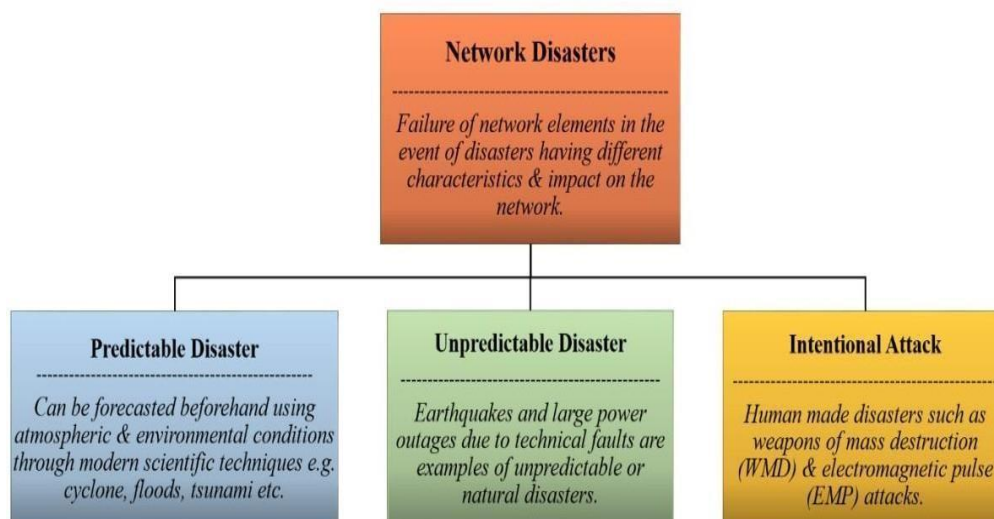 Network Disasters
Failure of network elements in the
event of disasters having different
characteristics & impact on the
network.
Predictable Disaster
Can be forecasted beforehand using
atmospheric & environmental conditions
through modern scientific techniques e.g.
cyclone, floods, tsunami etc.
Unpredictable Disaster
Earthquakes and large power
outages due to technical faults are
examples of unpredictable or
natural disasters.
Intentional Attack
Human made disasters such as
weapons of mass destruction
(WMD) & electromagnetic pulse
(EMP) attacks.